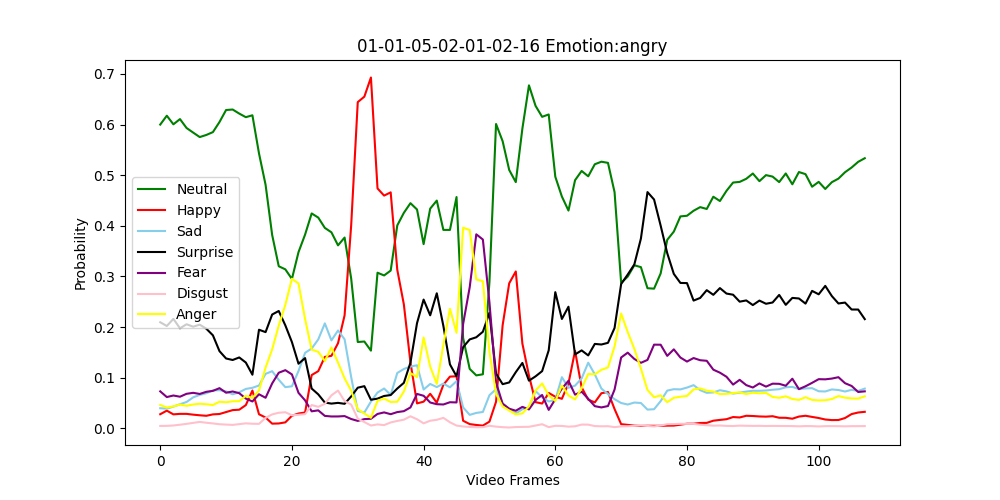 01-01-05-02-01-02-16 Emotion:angry
Probability
0.7
0.6
0.5
0.4
0.3
0.2
0.1
0.0
Neutral
Happy
Sad
Surprise
Fear
Disgust
Anger
0 20 40 60 80 100
Video Frames